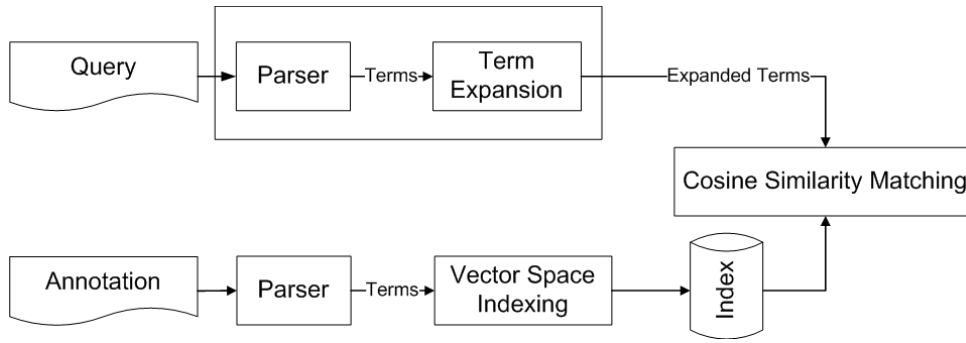 Query
Parser
Terms
Term
Expansion
Expanded Terms
Cosine Similarity Matching
Annotation
Parser
Terms
Vector Space
Indexing
Index